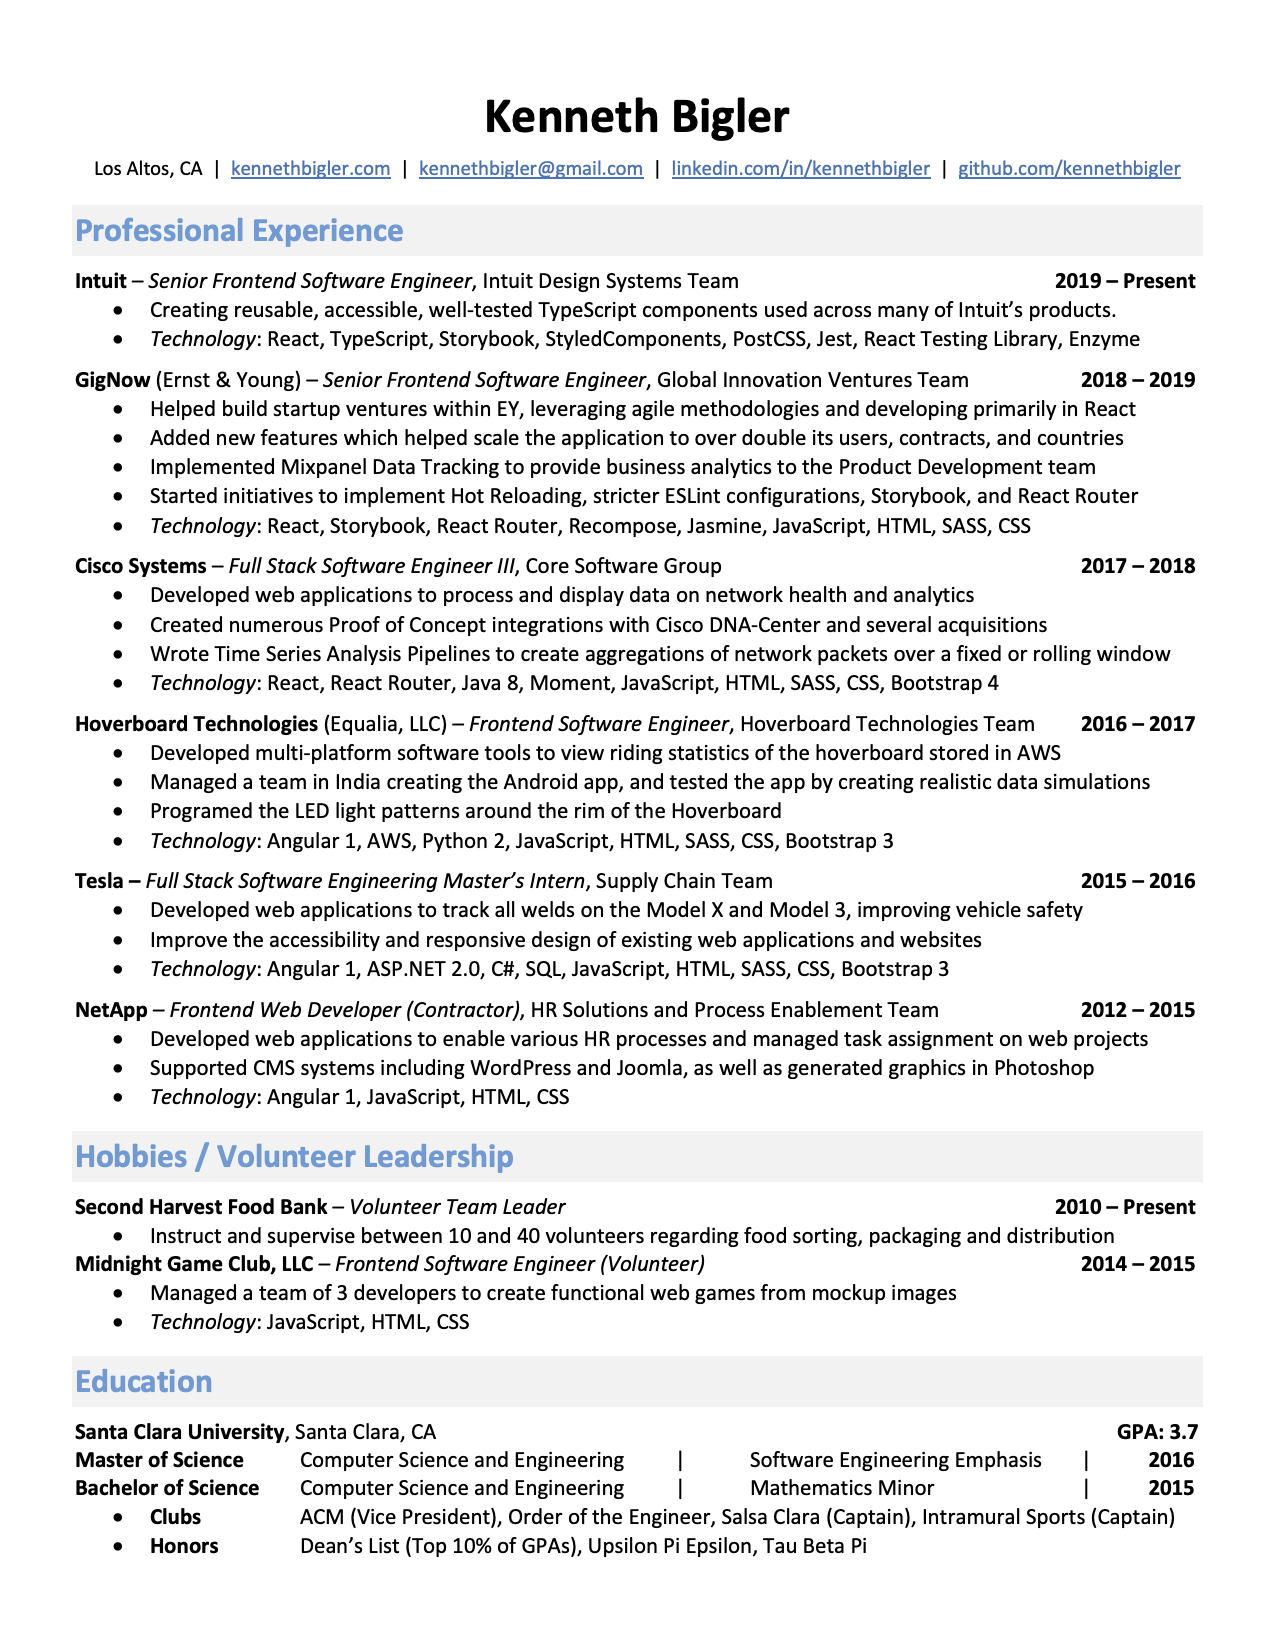 Kenneth Bigler
Los Altos, CA | kennethbigler.com | kennethbigler@gmail.com | linkedin.com/in/kennethbigler | github.com/kennethbigler
Professional Experience
Intuit – Senior Frontend Software Engineer, Intuit Design Systems Team 2019 – Present
• Creating reusable, accessible, well-tested TypeScript components used across many of Intuit’s products.
• Technology: React, TypeScript, Storybook, StyledComponents, PostCSS, Jest, React Testing Library, Enzyme
GigNow (Ernst & Young) – Senior Frontend Software Engineer, Global Innovation Ventures Team 2018 – 2019
• Helped build startup ventures within EY, leveraging agile methodologies and developing primarily in React
• Added new features which helped scale the application to over double its users, contracts, and countries
• Implemented Mixpanel Data Tracking to provide business analytics to the Product Development team
• Started initiatives to implement Hot Reloading, stricter ESLint configurations, Storybook, and React Router
• Technology: React, Storybook, React Router, Recompose, Jasmine, JavaScript, HTML, SASS, CSS
Cisco Systems – Full Stack Software Engineer III, Core Software Group 2017 – 2018
• Developed web applications to process and display data on network health and analytics
• Created numerous Proof of Concept integrations with Cisco DNA-Center and several acquisitions
• Wrote Time Series Analysis Pipelines to create aggregations of network packets over a fixed or rolling window
• Technology: React, React Router, Java 8, Moment, JavaScript, HTML, SASS, CSS, Bootstrap 4
Hoverboard Technologies (Equalia, LLC) – Frontend Software Engineer, Hoverboard Technologies Team 2016 – 2017
• Developed multi-platform software tools to view riding statistics of the hoverboard stored in AWS
• Managed a team in India creating the Android app, and tested the app by creating realistic data simulations
• Programed the LED light patterns around the rim of the Hoverboard
• Technology: Angular 1, AWS, Python 2, JavaScript, HTML, SASS, CSS, Bootstrap 3
Tesla – Full Stack Software Engineering Master’s Intern, Supply Chain Team 2015 – 2016
• Developed web applications to track all welds on the Model X and Model 3, improving vehicle safety
• Improve the accessibility and responsive design of existing web applications and websites
• Technology: Angular 1, ASP.NET 2.0, C#, SQL, JavaScript, HTML, SASS, CSS, Bootstrap 3
NetApp – Frontend Web Developer (Contractor), HR Solutions and Process Enablement Team 2012 – 2015
• Developed web applications to enable various HR processes and managed task assignment on web projects
• Supported CMS systems including WordPress and Joomla, as well as generated graphics in Photoshop
• Technology: Angular 1, JavaScript, HTML, CSS
Hobbies / Volunteer Leadership
Second Harvest Food Bank – Volunteer Team Leader 2010 – Present
• Instruct and supervise between 10 and 40 volunteers regarding food sorting, packaging and distribution
Midnight Game Club, LLC – Frontend Software Engineer (Volunteer) 2014 – 2015
• Managed a team of 3 developers to create functional web games from mockup images
• Technology: JavaScript, HTML, CSS
Education
Santa Clara University, Santa Clara, CA GPA: 3.7
Master of Science Computer Science and Engineering | Software Engineering Emphasis | 2016
Bachelor of Science Computer Science and Engineering | Mathematics Minor | 2015
• Clubs ACM (Vice President), Order of the Engineer, Salsa Clara (Captain), Intramural Sports (Captain)
• Honors Dean’s List (Top 10% of GPAs), Upsilon Pi Epsilon, Tau Beta Pi